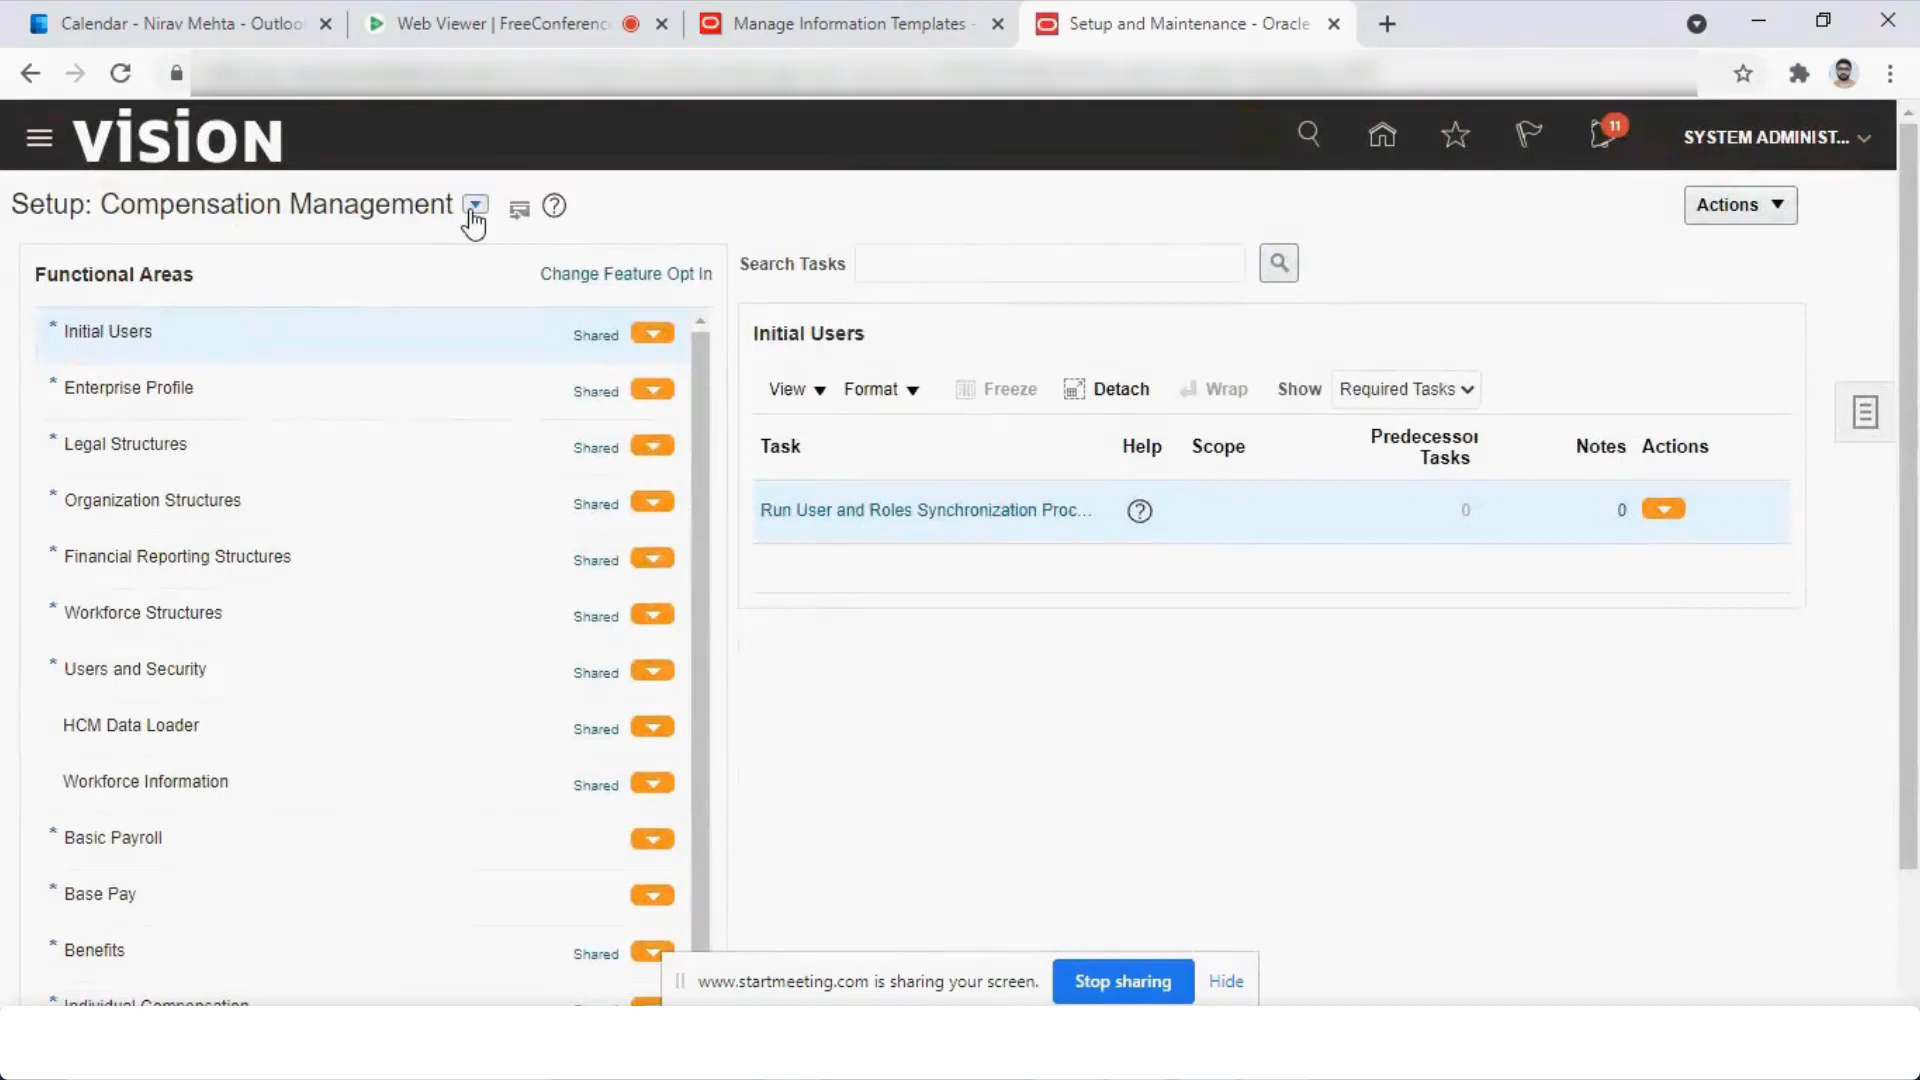 Calendar - Nirav Mehta - Outloo
Web Viewer | FreeConference
Manage Information Templates -
Setup and Maintenance - Oracle
vision
11
SYSTEM ADMINIST...
Setup: Compensation Management
Actions
Functional Areas
Change Feature Opt In
* Initial Users Shared
* Enterprise Profile Shared
* Legal Structures Shared
* Organization Structures Shared
* Financial Reporting Structures Shared
* Workforce Structures Shared
* Users and Security Shared
HCM Data Loader Shared
Workforce Information Shared
* Basic Payroll
* Base Pay
* Benefits Shared
* Individual Compensation
Search Tasks
Initial Users
View Format Freeze Detach Wrap Show Required Tasks
Task Help Scope Predecessor Tasks Notes Actions
Run User and Roles Synchronization Proc... 0 0
www.startmeeting.com is sharing your screen. Stop sharing Hide